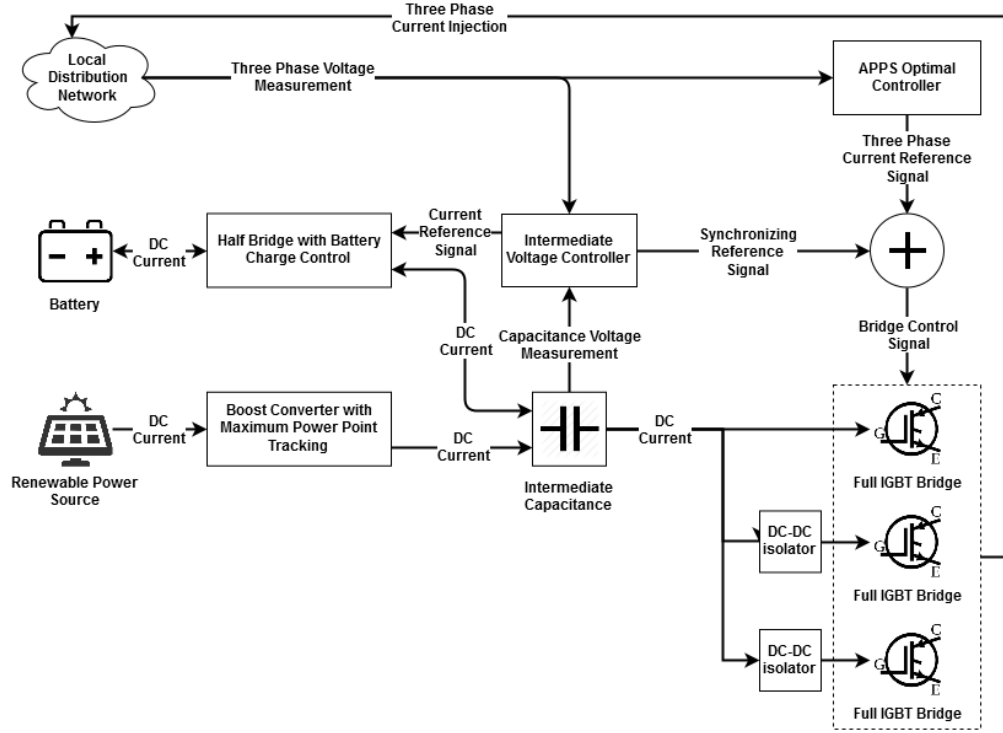 Three Phase
Current Injection
Local
Distribution
Network
Three Phase Voltage
Measurement
APPS Optimal
Controller
Three Phase
Current Reference
Signal
Battery
DC
Current
Half Bridge with Battery
Charge Control
Current
Reference
Signal
Intermediate
Voltage Controller
Synchronizing
Reference
Signal
DC
Current
Capacitance Voltage
Measurement
Bridge Control
Signal
Renewable Power
Source
DC
Current
Boost Converter with
Maximum Power Point
Tracking
DC
Current
Intermediate
Capacitance
DC
Current
C
G
E
Full IGBT Bridge
DC-DC
isolator
C
G
E
Full IGBT Bridge
DC-DC
isolator
C
G
E
Full IGBT Bridge